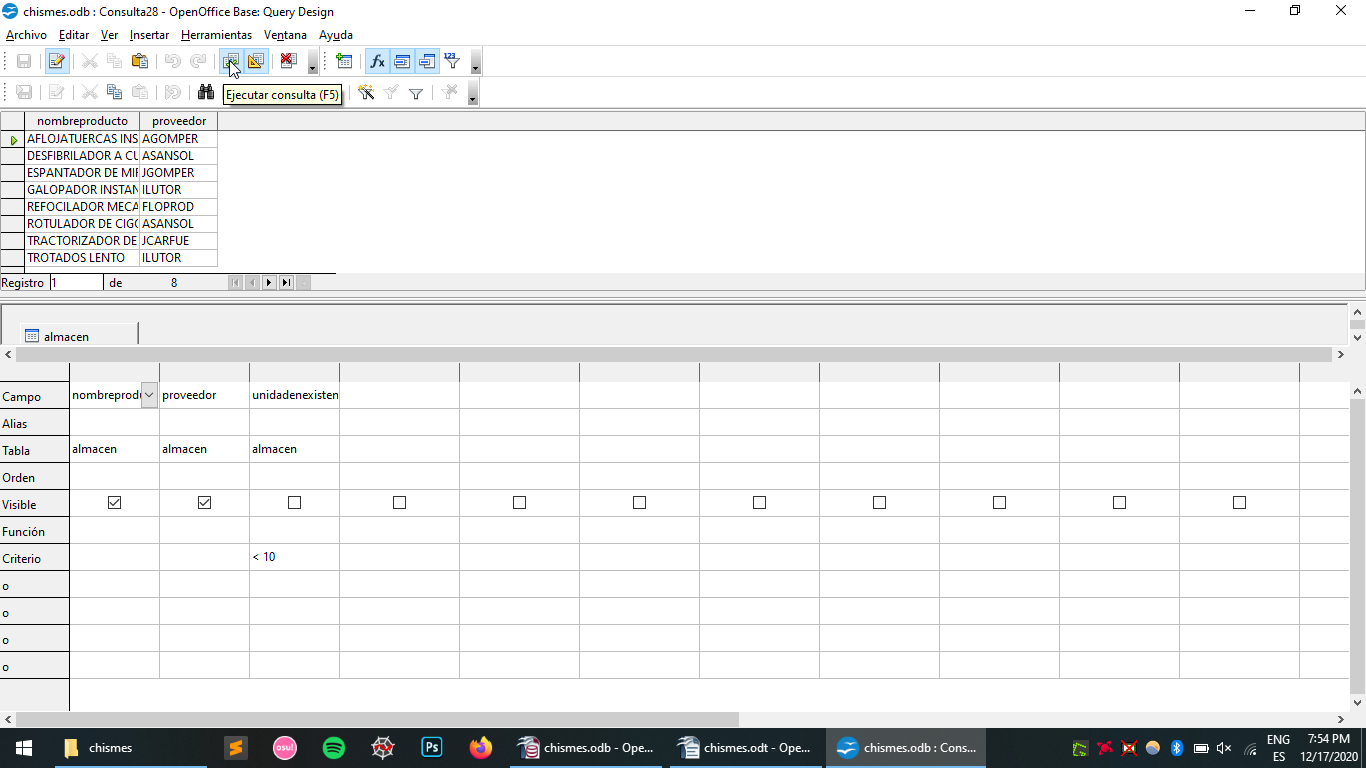 chismes.odb : Consulta28 - OpenOffice Base: Query Design
Archivo Editar Ver Insertar Herramientas Ventana Ayuda
Ejecutar consulta (F5)
nombreproducto proveedor
AFLOJATUERCAS INS AGOMPER
DESFIBRILADOR A CU ASANSOL
ESPANTADOR DE MIR JGOMPER
GALOPADOR INSTAN ILUTOR
REFOCILADOR MECA FLOPROD
ROTULADOR DE CIGO ASANSOL
TRACTORIZADOR DE JCARFUE
TROTADOS LENTO ILUTOR
Registro 1 de 8
almacen
Campo nombreprodu proveedor unidadenexisten
Alias
Tabla almacen almacen almacen
Orden
Visible
Función
Criterio < 10
o
o
o
o
chismes osu! Ps chismes.odb - Ope... chismes.odt - Ope... chismes.odb : Cons... ENG 7:54 PM
ES 12/17/2020